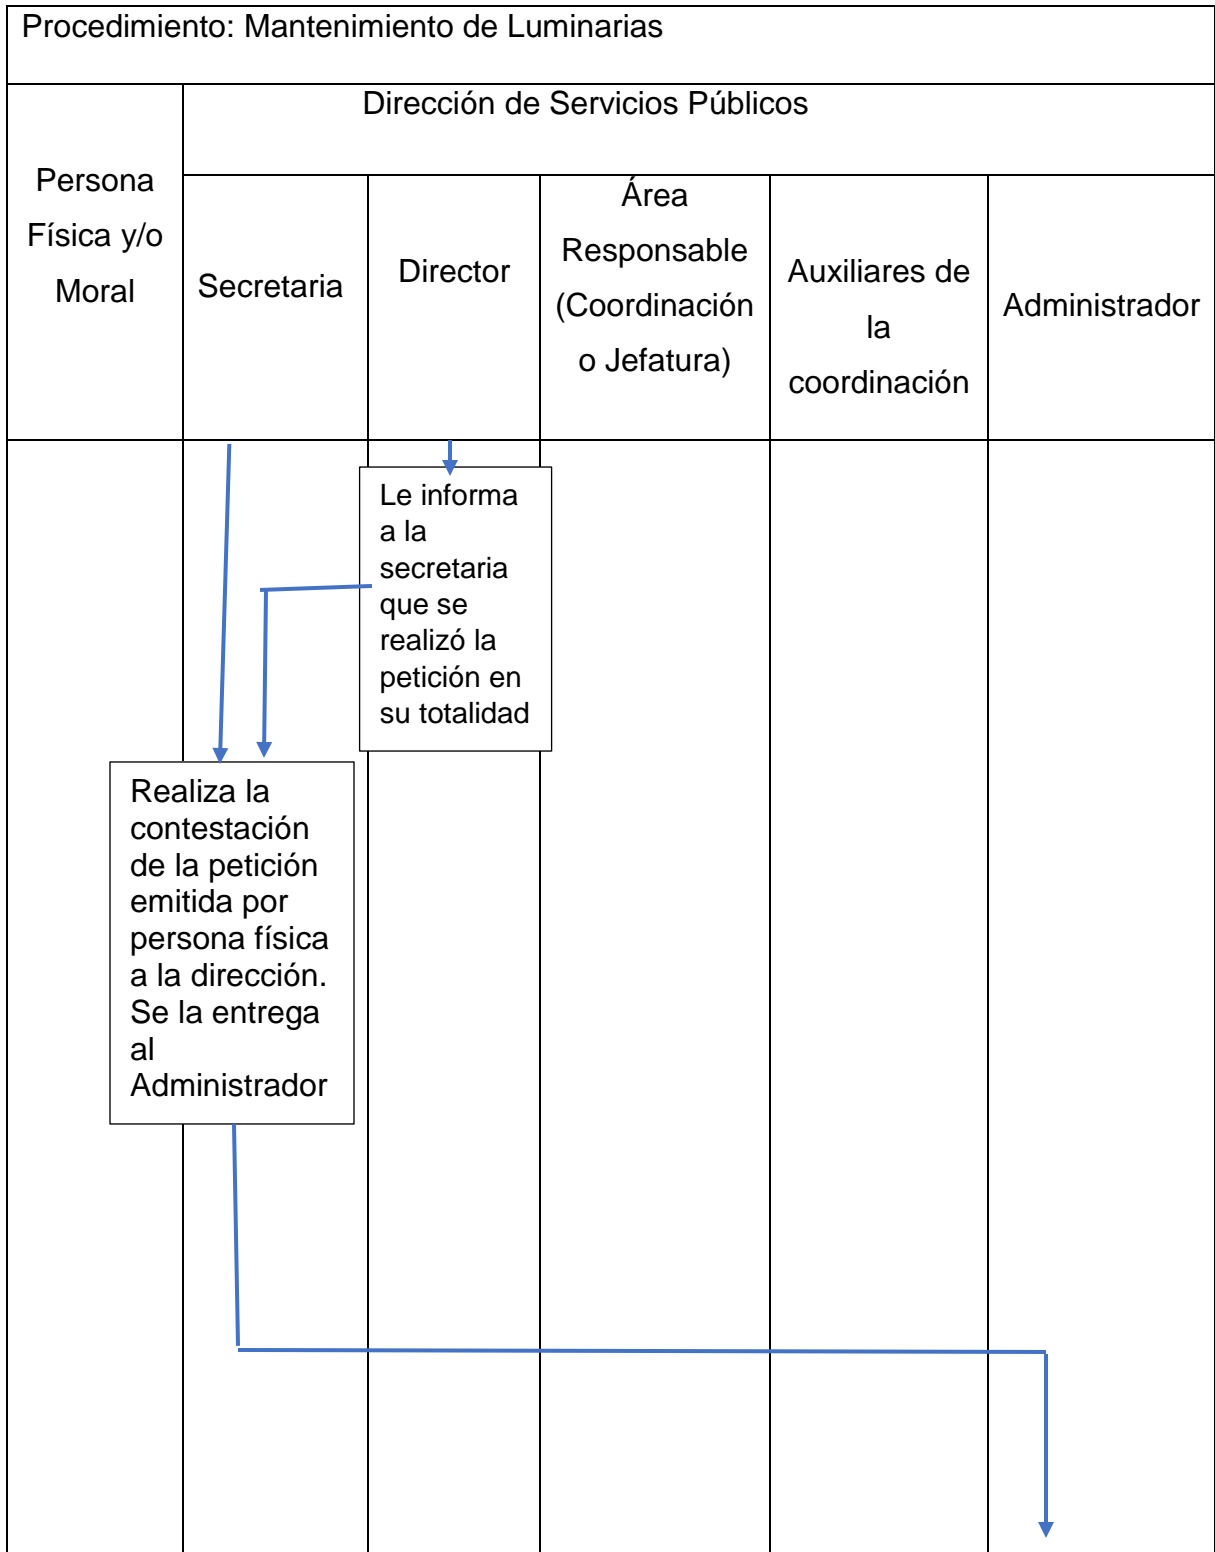 Procedimiento: Mantenimiento de Luminarias
Dirección de Servicios Públicos
Persona
Física y/o
Moral
Secretaria
Director
Área
Responsable
(Coordinación
o Jefatura)
Auxiliares de
la
coordinación
Administrador
Le informa
a la
secretaria
que se
realizó la
petición en
su totalidad
Realiza la
contestación
de la petición
emitida por
persona física
a la dirección.
Se la entrega
al
Administrador